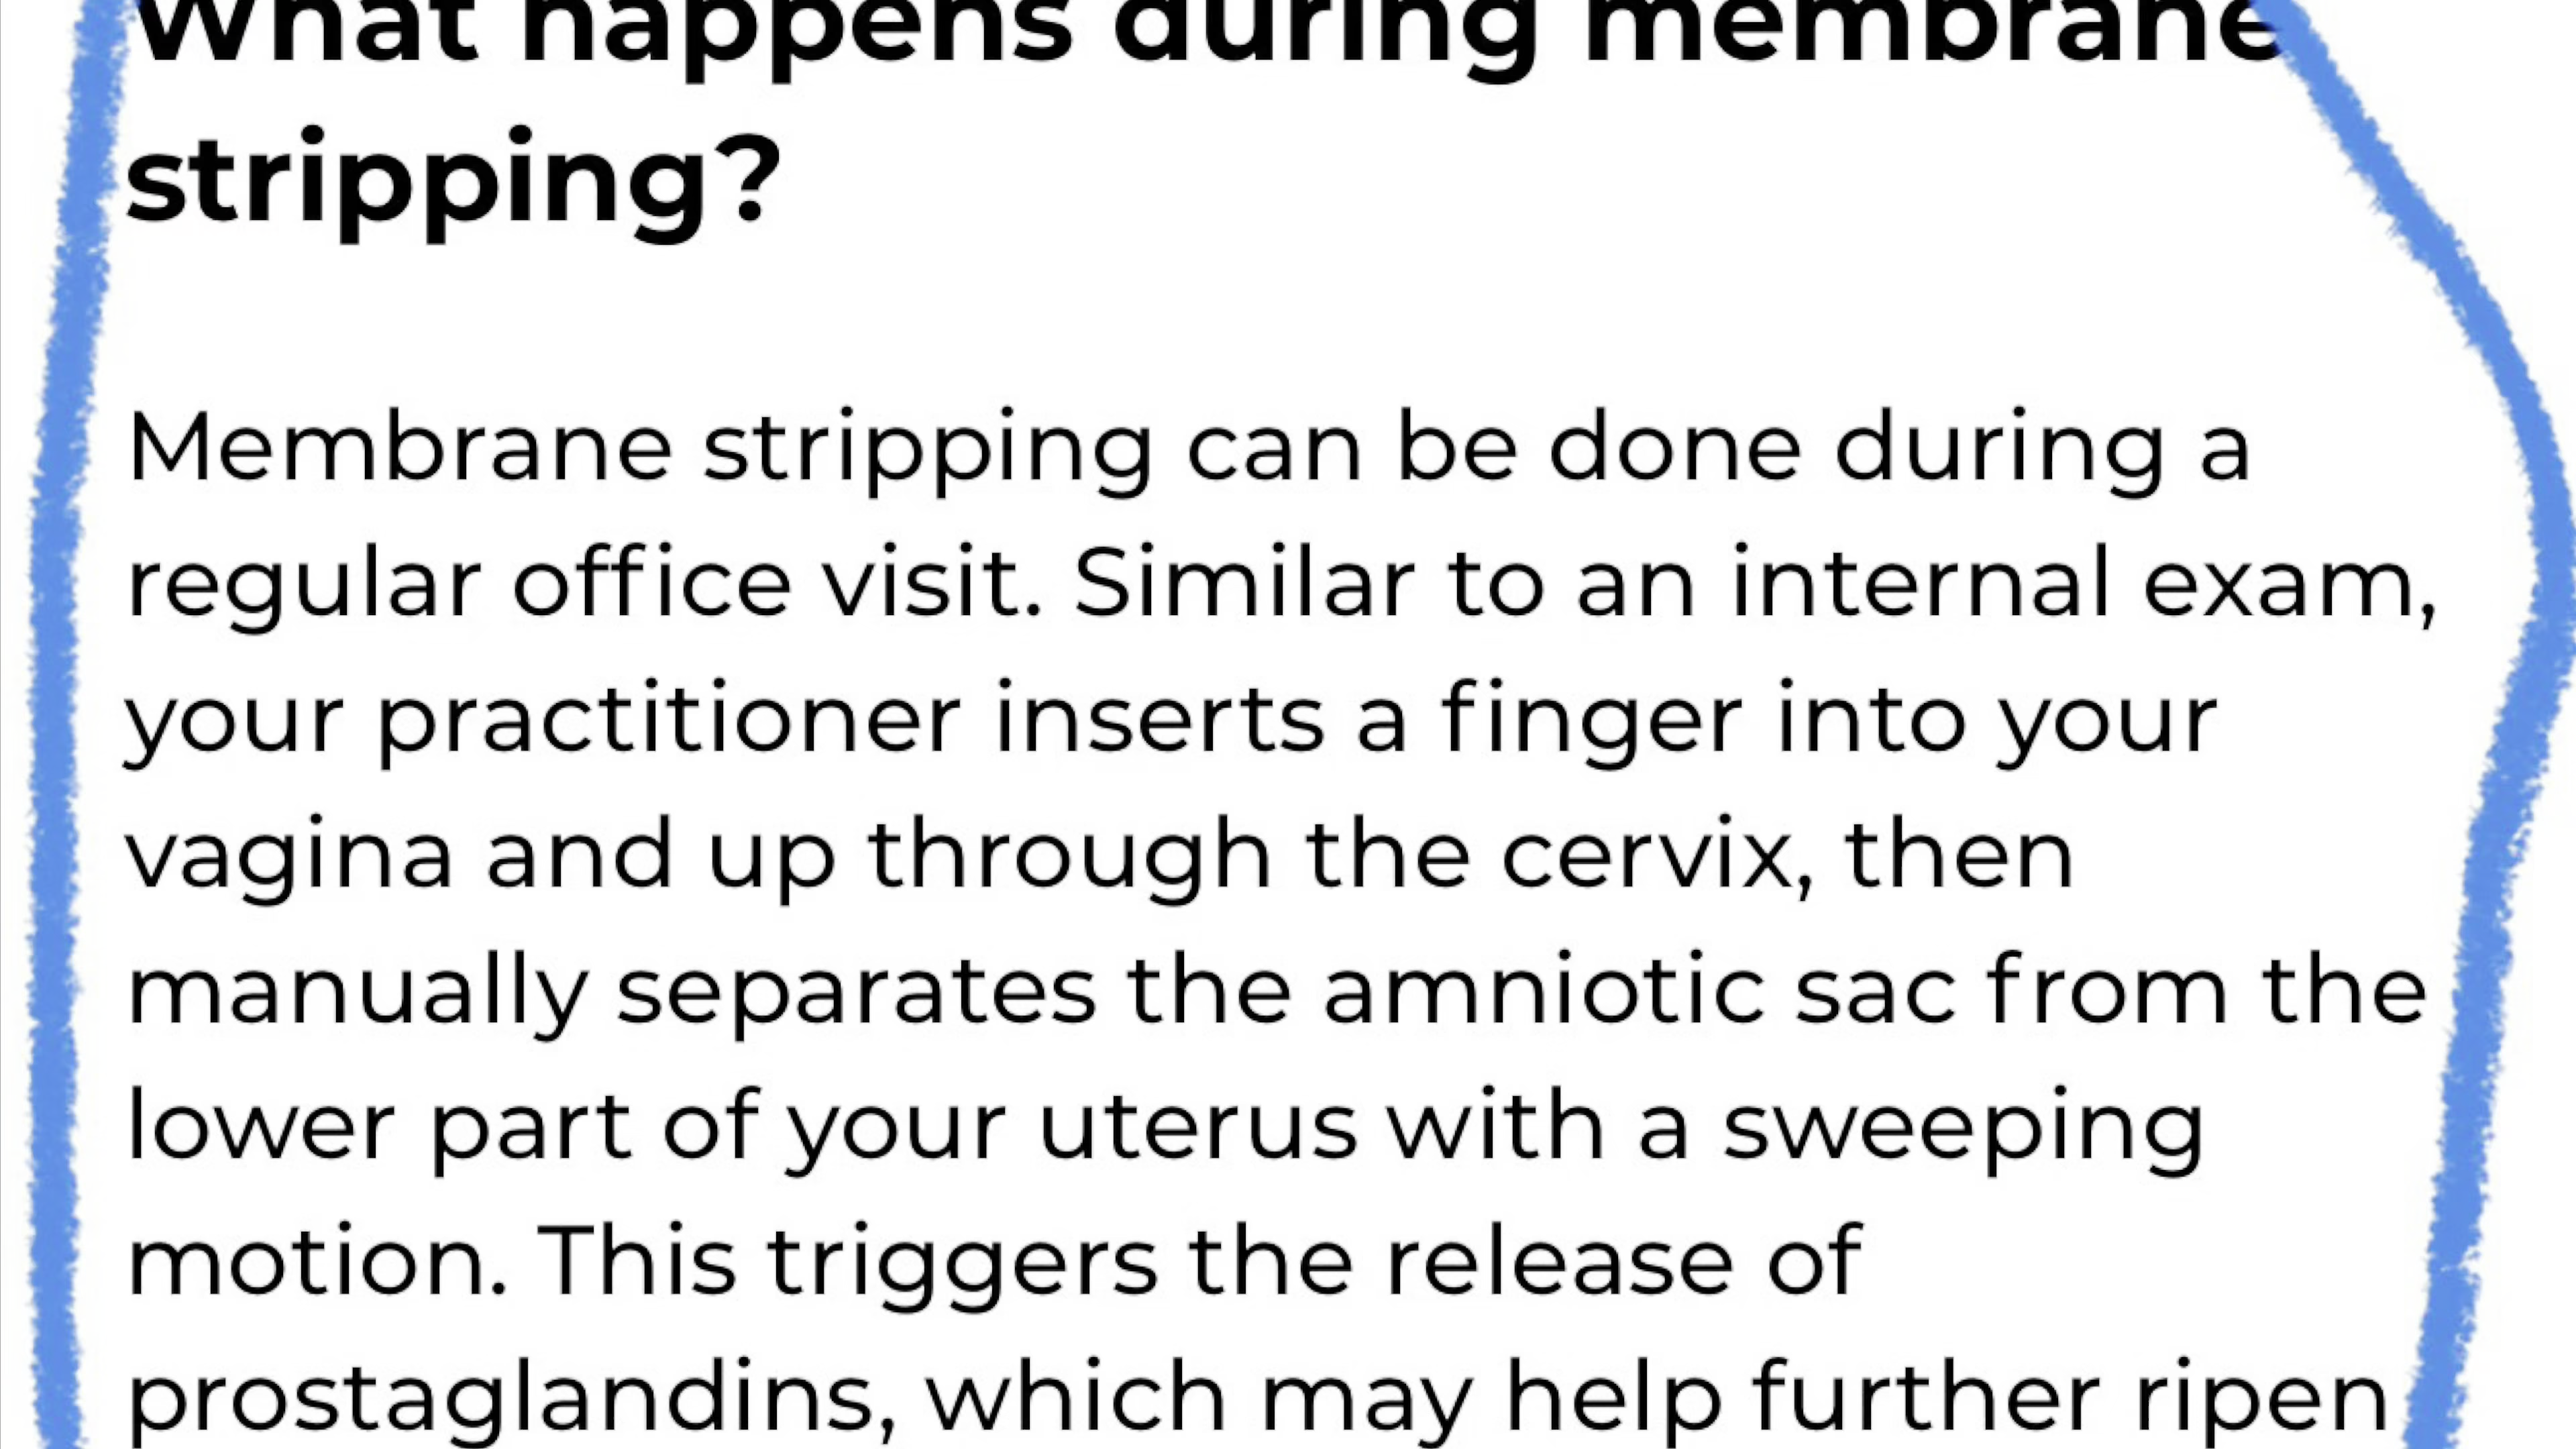 What happens during membrane
stripping?
Membrane stripping can be done during a
regular office visit. Similar to an internal exam,
your practitioner inserts a finger into your
vagina and up through the cervix, then
manually separates the amniotic sac from the
lower part of your uterus with a sweeping
motion. This triggers the release of
prostaglandins, which may help further ripen